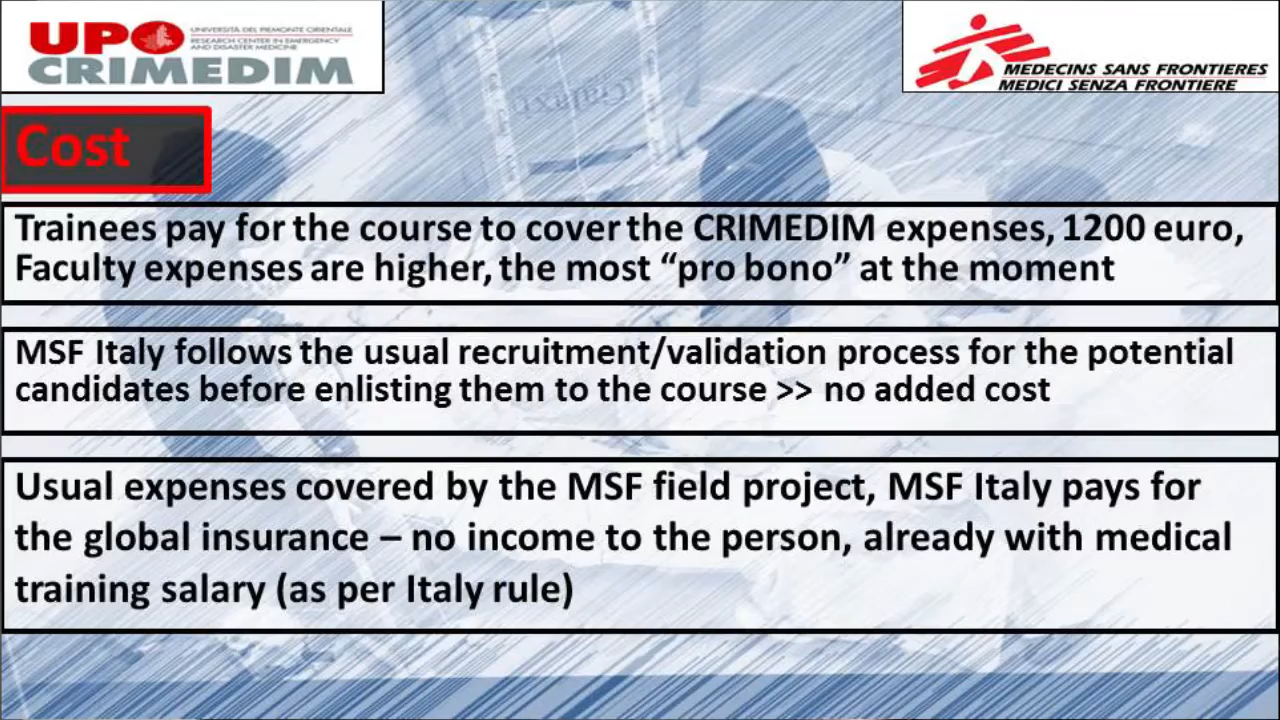 UPO
UNIVERSITÀ DEL PIEMONTE ORIENTALE
RESEARCH CENTER IN EMERGENCY
AND DISASTER MEDICINE
CRIMEDIM
MEDECINS SANS FRONTIERES
MEDICI SENZA FRONTIERE
Cost
Trainees pay for the course to cover the CRIMEDIM expenses, 1200 euro,
Faculty expenses are higher, the most “pro bono” at the moment
MSF Italy follows the usual recruitment/validation process for the potential
candidates before enlisting them to the course >> no added cost
Usual expenses covered by the MSF field project, MSF Italy pays for
the global insurance – no income to the person, already with medical
training salary (as per Italy rule)